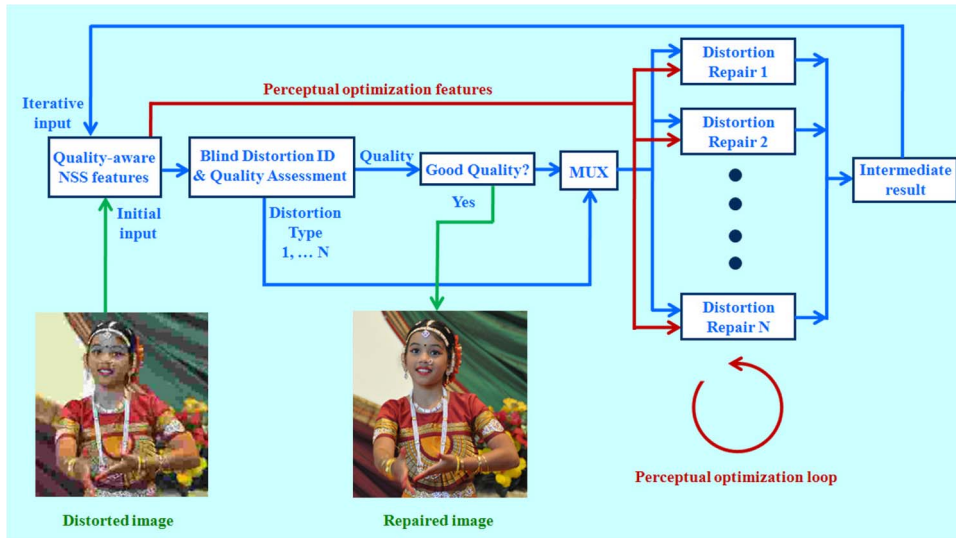 Distortion
Repair 1
Perceptual optimization features
Iterative
input
Distortion
Repair 2
Quality-aware
NSS features
Blind Distortion ID
& Quality Assessment
Quality
Good Quality?
MUX
Intermediate
result
Initial
input
Distortion
Type
1, … N
Yes
Distortion
Repair N
Perceptual optimization loop
Distorted image
Repaired image